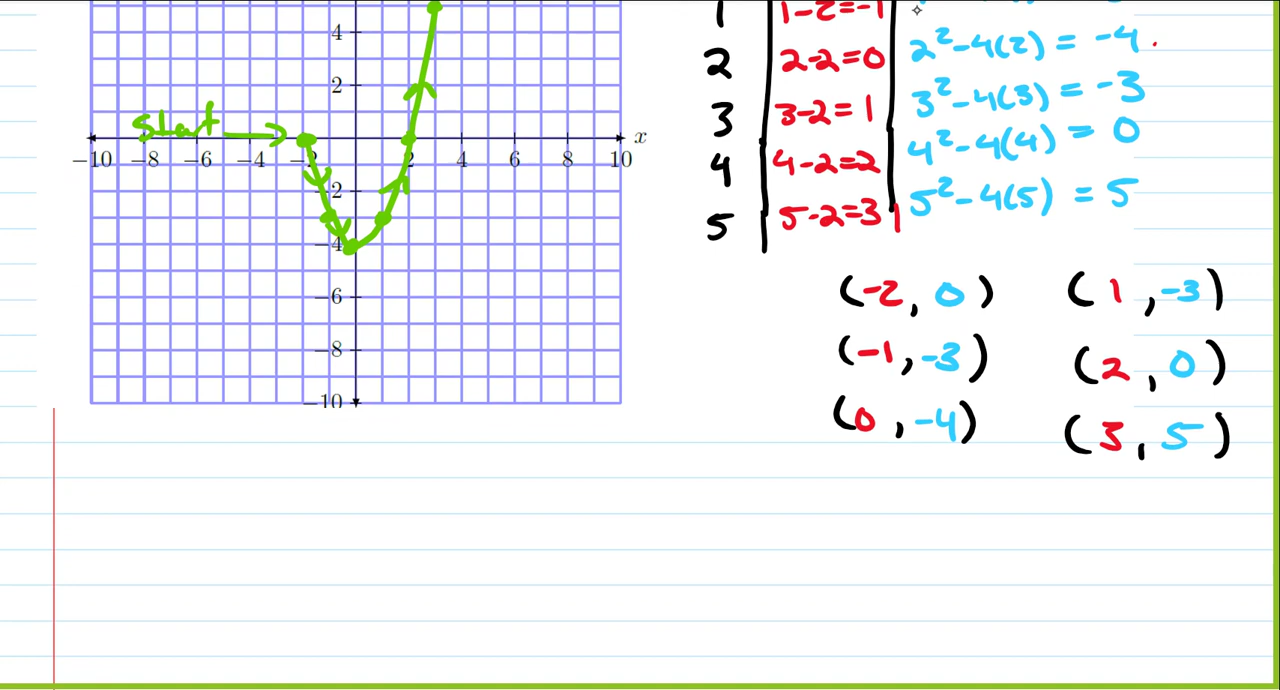 4
2
Start
x
−10 −8 −6 −4 −2 2 4 6 8 10
−2
−4
−6
−8
−10
1 1-2=-1
2 2-2=0 2²-4(2) = -4
3 3-2=1 3²-4(3) = -3
4 4-2=2 4²-4(4) = 0
5 5-2=3 5²-4(5) = 5
(-2, 0) (1, -3)
(-1, -3) (2, 0)
(0, -4) (3, 5)